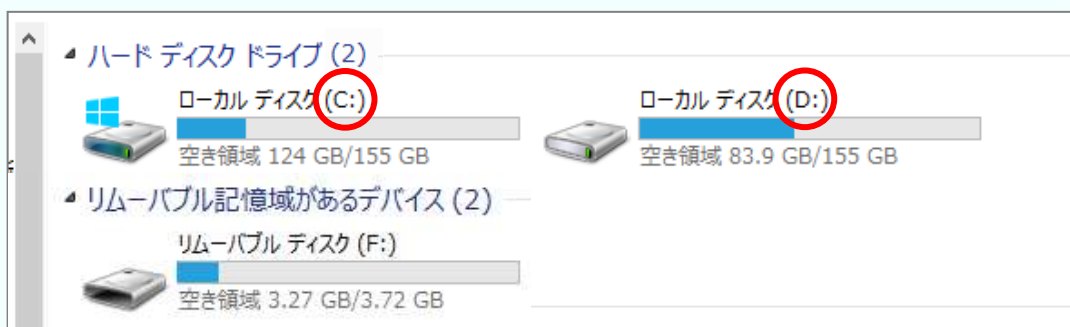 ハード ディスク ドライブ (2)
ローカル ディスク (C:)
ローカル ディスク (D:)
空き領域 124 GB/155 GB
空き領域 83.9 GB/155 GB
リムーバブル記憶域があるデバイス (2)
リムーバブル ディスク (F:)
空き領域 3.27 GB/3.72 GB